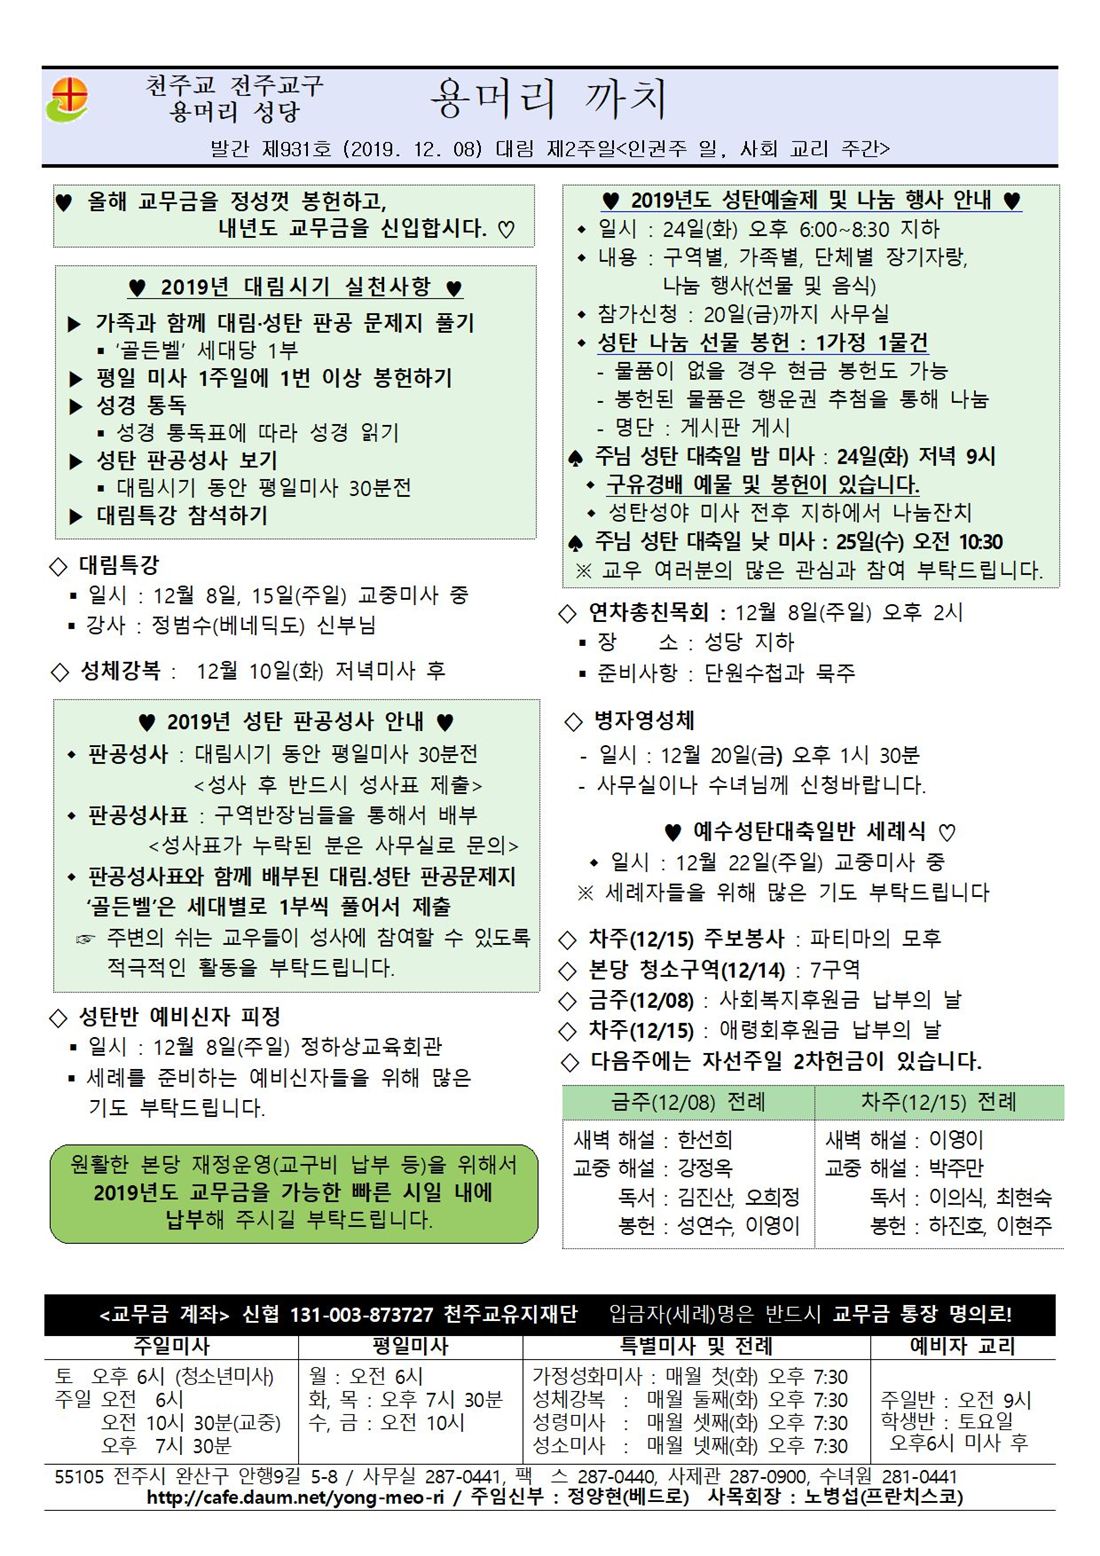 천주교 전주교구
용머리 성당
용머리 까치
발간 제931호 (2019. 12. 08) 대림 제2주일<인권주 일, 사회 교리 주간>
♥ 올해 교무금을 정성껏 봉헌하고,
내년도 교무금을 신입합시다. ♡
♥ 2019년 대림시기 실천사항 ♥
▶ 가족과 함께 대림·성탄 판공 문제지 풀기
▪ ‘골든벨’ 세대당 1부
▶ 평일 미사 1주일에 1번 이상 봉헌하기
▶ 성경 통독
▪ 성경 통독표에 따라 성경 읽기
▶ 성탄 판공성사 보기
▪ 대림시기 동안 평일미사 30분전
▶ 대림특강 참석하기
◇ 대림특강
▪ 일시 : 12월 8일, 15일(주일) 교중미사 중
▪ 강사 : 정범수(베네딕도) 신부님
◇ 성체강복 : 12월 10일(화) 저녁미사 후
♥ 2019년 성탄 판공성사 안내 ♥
◆ 판공성사 : 대림시기 동안 평일미사 30분전
<성사 후 반드시 성사표 제출>
◆ 판공성사표 : 구역반장님들을 통해서 배부
<성사표가 누락된 분은 사무실로 문의>
◆ 판공성사표와 함께 배부된 대림.성탄 판공문제지
‘골든벨’은 세대별로 1부씩 풀어서 제출
☞ 주변의 쉬는 교우들이 성사에 참여할 수 있도록
적극적인 활동을 부탁드립니다.
◇ 성탄반 예비신자 피정
▪ 일시 : 12월 8일(주일) 정하상교육회관
▪ 세례를 준비하는 예비신자들을 위해 많은
기도 부탁드립니다.
원활한 본당 재정운영(교구비 납부 등)을 위해서
2019년도 교무금을 가능한 빠른 시일 내에
납부해 주시길 부탁드립니다.
♥ 2019년도 성탄예술제 및 나눔 행사 안내 ♥
◆ 일시 : 24일(화) 오후 6:00~8:30 지하
◆ 내용 : 구역별, 가족별, 단체별 장기자랑,
나눔 행사(선물 및 음식)
◆ 참가신청 : 20일(금)까지 사무실
◆ 성탄 나눔 선물 봉헌 : 1가정 1물건
- 물품이 없을 경우 현금 봉헌도 가능
- 봉헌된 물품은 행운권 추첨을 통해 나눔
- 명단 : 게시판 게시
♠ 주님 성탄 대축일 밤 미사 : 24일(화) 저녁 9시
◆ 구유경배 예물 및 봉헌이 있습니다.
◆ 성탄성야 미사 전후 지하에서 나눔잔치
♠ 주님 성탄 대축일 낮 미사 : 25일(수) 오전 10:30
※ 교우 여러분의 많은 관심과 참여 부탁드립니다.
◇ 연차총친목회 : 12월 8일(주일) 오후 2시
▪ 장 소 : 성당 지하
▪ 준비사항 : 단원수첩과 묵주
◇ 병자영성체
- 일시 : 12월 20일(금) 오후 1시 30분
- 사무실이나 수녀님께 신청바랍니다.
♥ 예수성탄대축일반 세례식 ♡
◆ 일시 : 12월 22일(주일) 교중미사 중
※ 세례자들을 위해 많은 기도 부탁드립니다
◇ 차주(12/15) 주보봉사 : 파티마의 모후
◇ 본당 청소구역(12/14) : 7구역
◇ 금주(12/08) : 사회복지후원금 납부의 날
◇ 차주(12/15) : 애령회후원금 납부의 날
◇ 다음주에는 자선주일 2차헌금이 있습니다.
금주(12/08) 전례 차주(12/15) 전례
새벽 해설 : 한선희 새벽 해설 : 이영이
교중 해설 : 강정옥 교중 해설 : 박주만
독서 : 김진산, 오희정 독서 : 이의식, 최현숙
봉헌 : 성연수, 이영이 봉헌 : 하진호, 이현주
<교무금 계좌> 신협 131-003-873727 천주교유지재단 입금자(세례)명은 반드시 교무금 통장 명의로!
주일미사 평일미사 특별미사 및 전례 예비자 교리
토 오후 6시 (청소년미사) 월 : 오전 6시 가정성화미사 : 매월 첫(화) 오후 7:30
주일 오전 6시 화, 목 : 오후 7시 30분 성체강복 : 매월 둘째(화) 오후 7:30 주일반 : 오전 9시
오전 10시 30분(교중) 수, 금 : 오전 10시 성령미사 : 매월 셋째(화) 오후 7:30 학생반 : 토요일
오후 7시 30분 성소미사 : 매월 넷째(화) 오후 7:30 오후6시 미사 후
55105 전주시 완산구 안행9길 5-8 / 사무실 287-0441, 팩 스 287-0440, 사제관 287-0900, 수녀원 281-0441
http://cafe.daum.net/yong-meo-ri / 주임신부 : 정양현(베드로) 사목회장 : 노병섭(프란치스코)